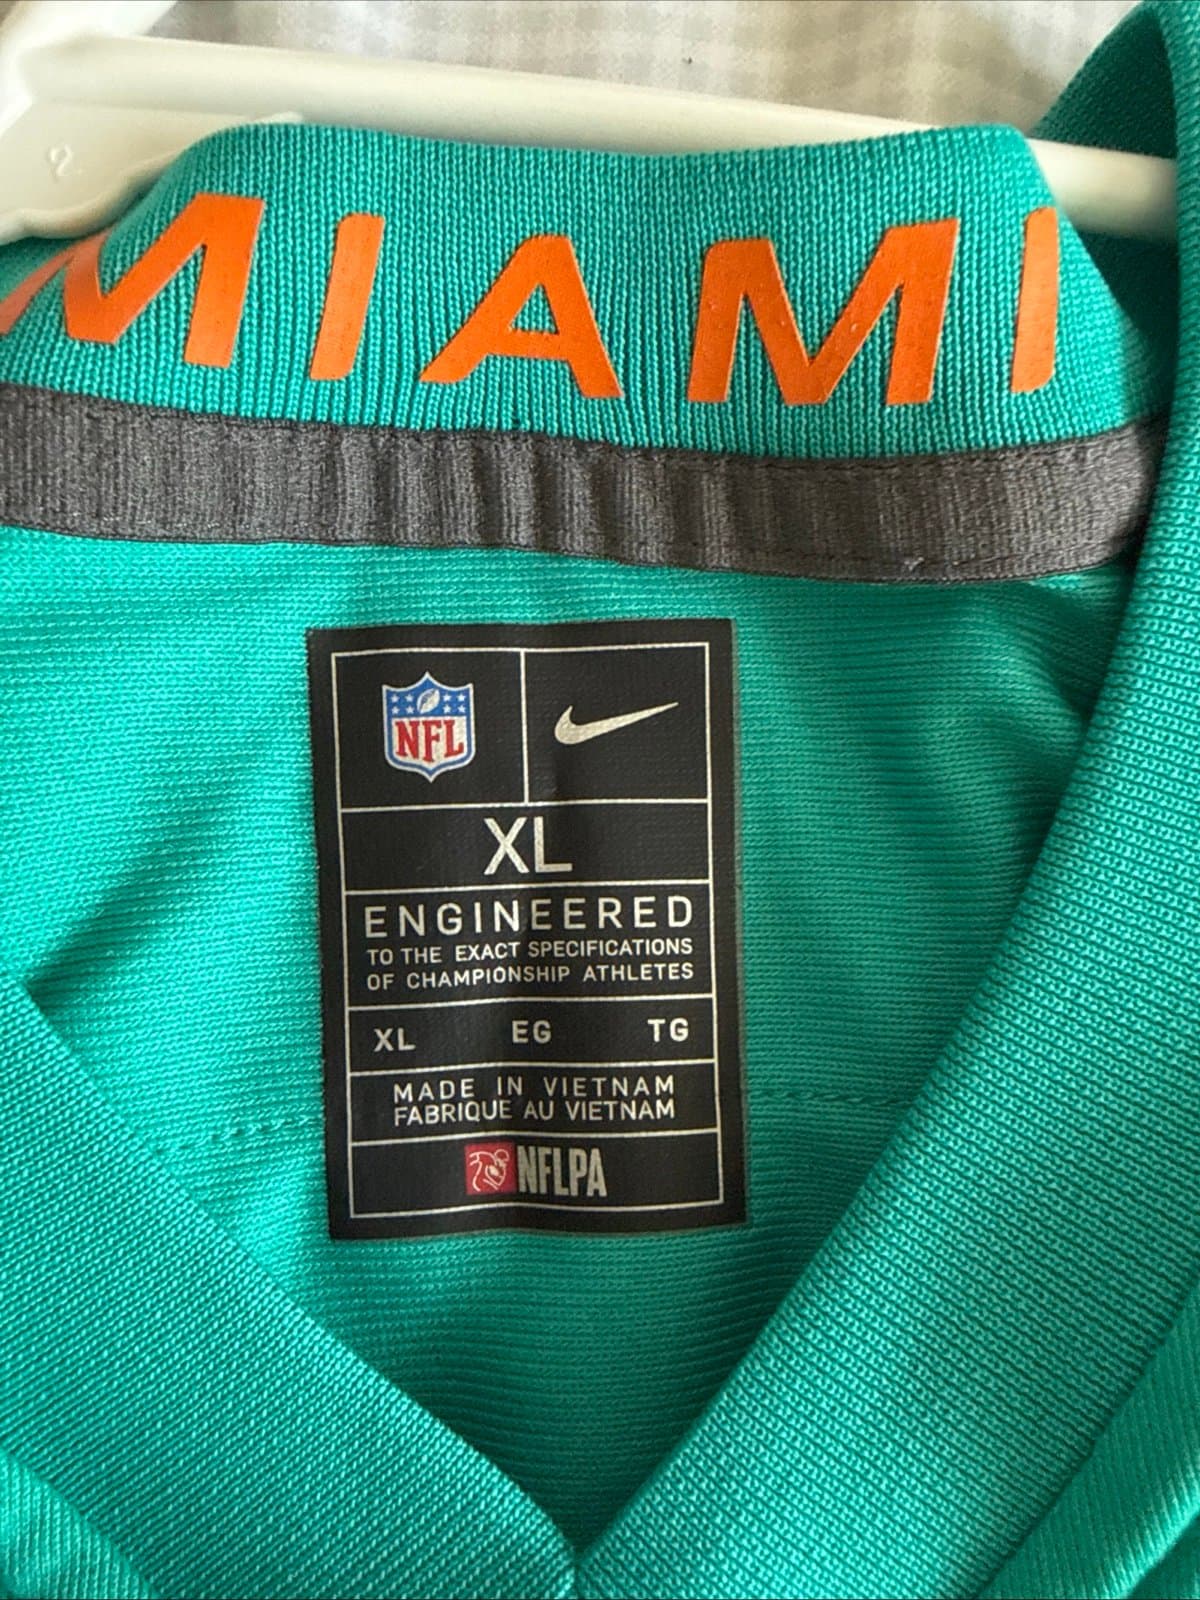 MIAMI
NFL
XL
ENGINEERED
TO THE EXACT SPECIFICATIONS
OF CHAMPIONSHIP ATHLETES
XL EG TG
MADE IN VIETNAM
FABRIQUE AU VIETNAM
NFLPA